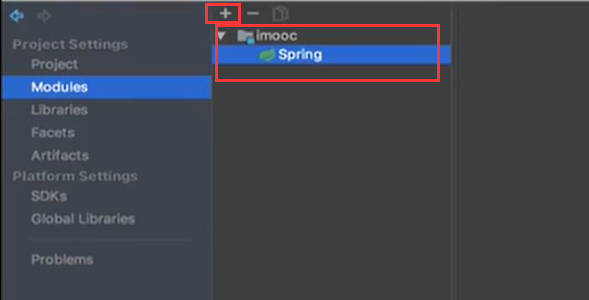 Project Settings
Project
Modules
Libraries
Facets
Artifacts
Platform Settings
SDKs
Global Libraries
Problems
imooc
Spring